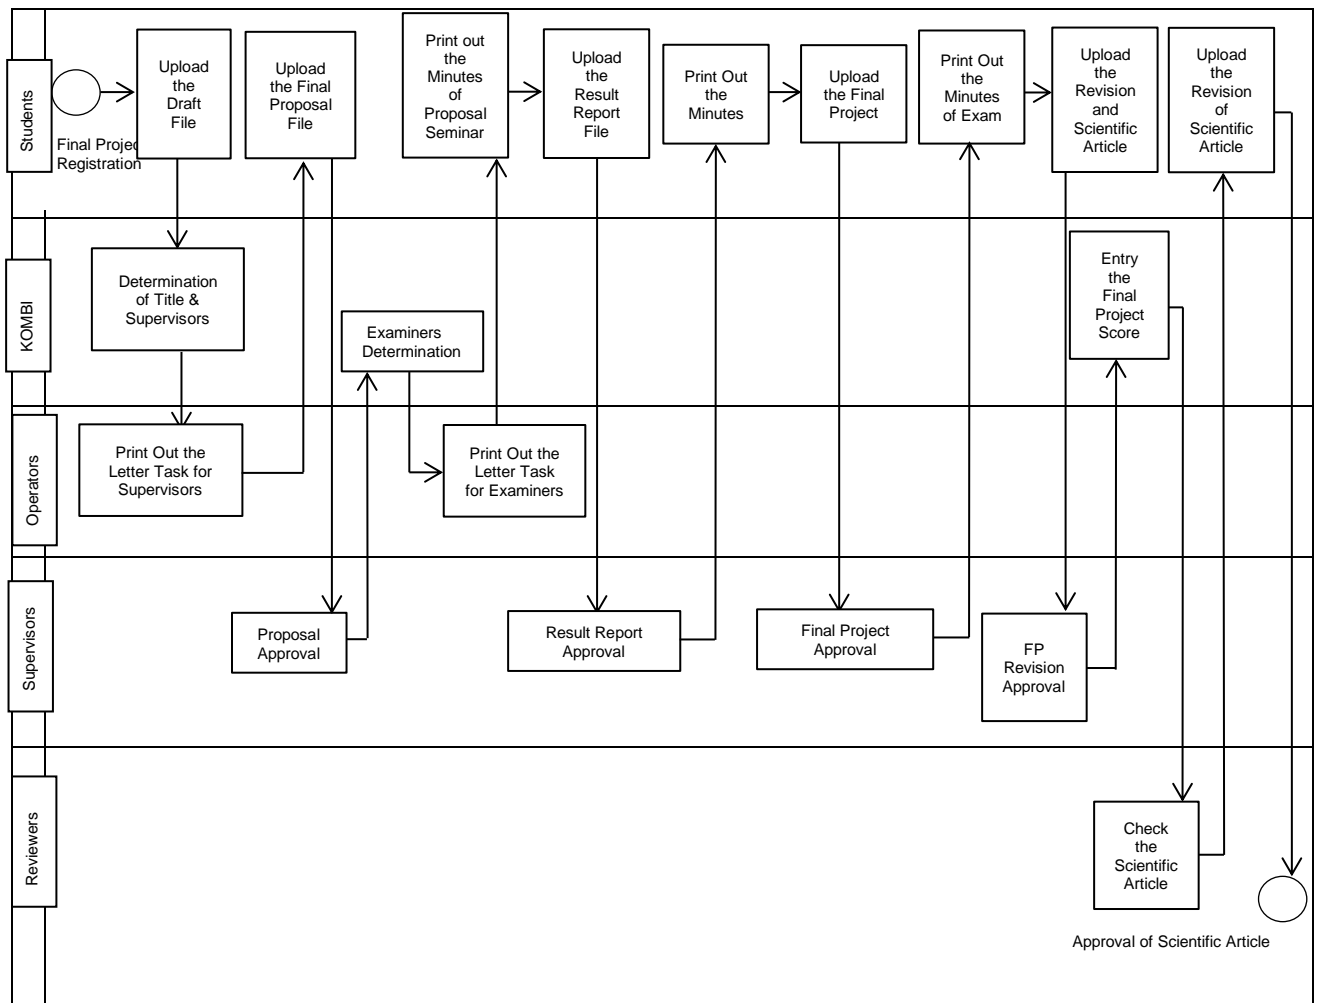 Students
Final Projec
Registration
Upload
the
Draft
File
Upload
the Final
Proposal
File
Print out
the
Minutes
of
Proposal
Seminar
Upload
the
Result
Report
File
Print Out
the
Minutes
Upload
the Final
Project
Print Out
the
Minutes
of Exam
Upload
the
Revision
and
Scientific
Article
Upload
the
Revision
of
Scientific
Article
KOMBI
Determination
of Title &
Supervisors
Examiners
Determination
Entry
the
Final
Project
Score
Operators
Print Out the
Letter Task for
Supervisors
Print Out the
Letter Task
for Examiners
Supervisors
Proposal
Approval
Result Report
Approval
Final Project
Approval
FP
Revision
Approval
Reviewers
Check
the
Scientific
Article
Approval of Scientific Article